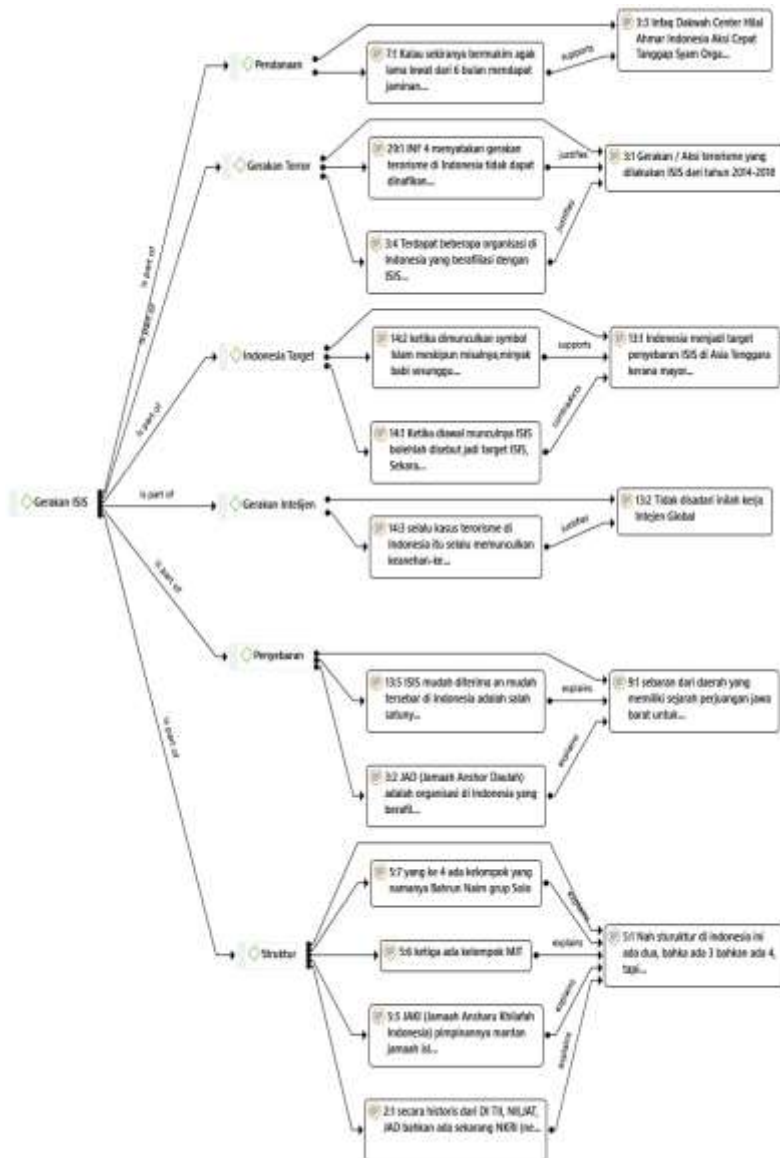 3:3 Infaq Dakwah Center Hilal
Ahmar Indonesia Aksi Cepat
Tanggap Syam Orga...
Pendanaan
7:1 Kalau sekiranya bermukim agak
lama lewat dari 6 bulan mendapat
jaminan...
supports
Gerakan Terror
20:1 INF 4 menyatakan gerakan
terorisme di Indonesia tidak dapat
dinafikan...
justifies
3:1 Gerakan / Aksi terorisme yang
dilakukan ISIS dari tahun 2014-2018
justifies
3:4 Terdapat beberapa organisasi di
Indonesia yang berafiliasi dengan
ISIS...
is part of
is part of
Indonesia Target
14:2 ketika dimunculkan symbol
Islam meskipun misalnya,minyak
babi sesunggu...
supports
13:1 Indonesia menjadi target
penyebaran ISIS di Asia Tenggara
kerana mayor...
is part of
contradicts
14:1 Ketika diawal munculnya ISIS
bolehlah disebut jadi target ISIS,
Sekara...
Gerakan ISIS
is part of
Gerakan Intelijen
13:2 Tidak disadari inilah kerja
Intejen Global
14:3 selalu kasus terorisme di
Indonesia itu selalu memunculkan
keanehan-ke...
justifies
is part of
Penyebaran
13:5 ISIS mudah diterima an mudah
tersebar di Indonesia adalah salah
satuny...
explains
9:1 sebaran dari daerah yang
memiliki sejarah perjuangan jawa
barat untuk...
is part of
explains
3:2 JAD (Jamaah Anshor Daulah)
adalah organisasi di Indonesia yang
berafil...
5:7 yang ke 4 ada kelompok yang
namanya Bahrun Naim grup Solo
explains
Struktur
5:6 ketiga ada kelompok MIT
explains
5:1 Nah sturuktur di indonesia ini
ada dua, bahka ada 3 bahkan ada 4,
tapi...
5:5 JAKI (Jamaah Ansharu Khilafah
Indonesia) pimpinannya mantan
jamaah isl...
explains
explains
2:1 secara historis dari DI TII, NII,JAT,
JAD bahkan ada sekarang NKRI (ne...